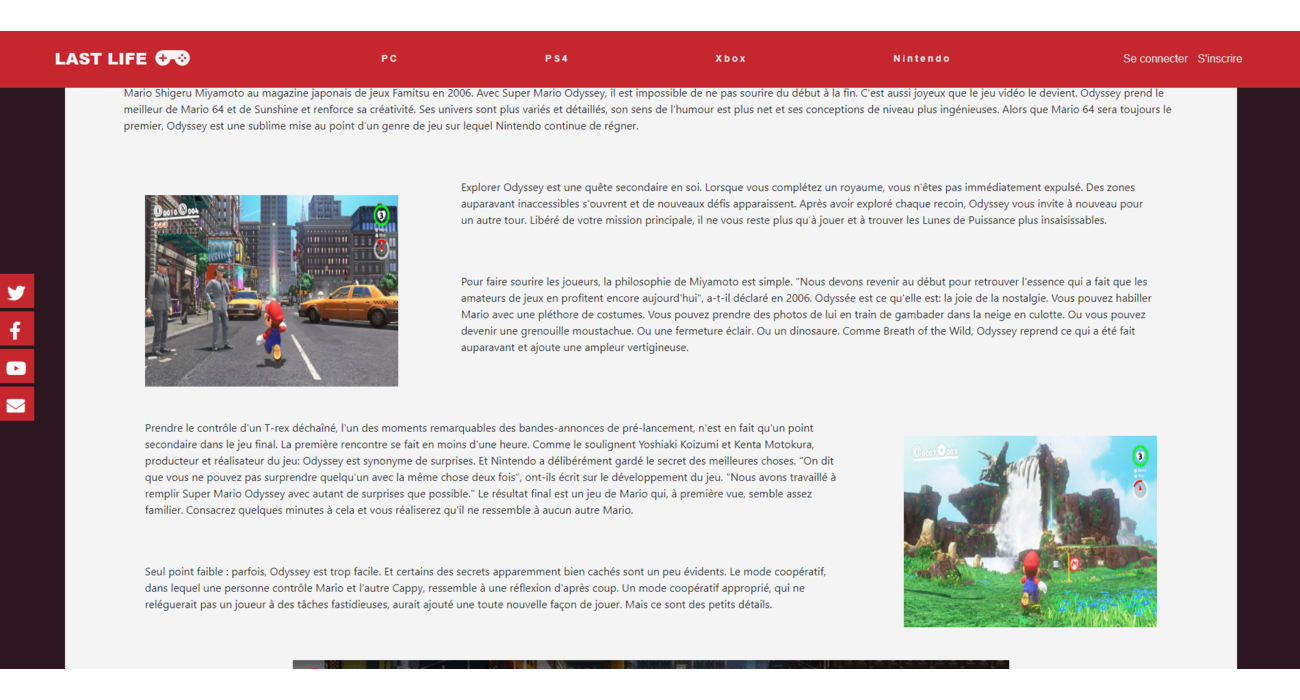 LAST LIFE
PC
PS4
Xbox
Nintendo
Se connecter S'inscrire
Mario Shigeru Miyamoto au magazine japonais de jeux Famitsu en 2006. Avec Super Mario Odyssey, il est impossible de ne pas sourire du début à la fin. C'est aussi joyeux que le jeu vidéo le devient. Odyssey prend le
meilleur de Mario 64 et de Sunshine et renforce sa créativité. Ses univers sont plus variés et détaillés, son sens de l'humour est plus net et ses conceptions de niveau plus ingénieuses. Alors que Mario 64 sera toujours le
premier, Odyssey est une sublime mise au point d'un genre de jeu sur lequel Nintendo continue de régner.
Explorer Odyssey est une quête secondaire en soi. Lorsque vous complétez un royaume, vous n'êtes pas immédiatement expulsé. Des zones
auparavant inaccessibles s'ouvrent et de nouveaux défis apparaissent. Après avoir exploré chaque recoin, Odyssey vous invite à nouveau pour
un autre tour. Libéré de votre mission principale, il ne vous reste plus qu'à jouer et à trouver les Lunes de Puissance plus insaisissables.
Pour faire sourire les joueurs, la philosophie de Miyamoto est simple. "Nous devons revenir au début pour retrouver l'essence qui a fait que les
amateurs de jeux en profitent encore aujourd'hui", a-t-il déclaré en 2006. Odyssée est ce qu'elle est: la joie de la nostalgie. Vous pouvez habiller
Mario avec une pléthore de costumes. Vous pouvez prendre des photos de lui en train de gambader dans la neige en culotte. Ou vous pouvez
devenir une grenouille moustachue. Ou une fermeture éclair. Ou un dinosaure. Comme Breath of the Wild, Odyssey reprend ce qui a été fait
auparavant et ajoute une ampleur vertigineuse.
Prendre le contrôle d'un T-rex déchaîné, l'un des moments remarquables des bandes-annonces de pré-lancement, n'est en fait qu'un point
secondaire dans le jeu final. La première rencontre se fait en moins d'une heure. Comme le soulignent Yoshiaki Koizumi et Kenta Motokura,
producteur et réalisateur du jeu: Odyssey est synonyme de surprises. Et Nintendo a délibérément gardé le secret des meilleures choses. "On dit
que vous ne pouvez pas surprendre quelqu'un avec la même chose deux fois", ont-ils écrit sur le développement du jeu. "Nous avons travaillé à
remplir Super Mario Odyssey avec autant de surprises que possible." Le résultat final est un jeu de Mario qui, à première vue, semble assez
familier. Consacrez quelques minutes à cela et vous réaliserez qu'il ne ressemble à aucun autre Mario.
Seul point faible : parfois, Odyssey est trop facile. Et certains des secrets apparemment bien cachés sont un peu évidents. Le mode coopératif,
dans lequel une personne contrôle Mario et l'autre Cappy, ressemble à une réflexion d'après coup. Un mode coopératif approprié, qui ne
reléguerait pas un joueur à des tâches fastidieuses, aurait ajouté une toute nouvelle façon de jouer. Mais ce sont des petits détails.